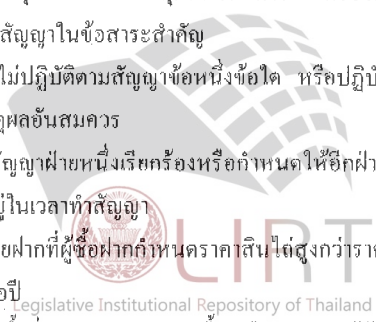 สัญญาในข้อสาระสำคัญ
ไม่ปฏิบัติตามสัญญาข้อหนึ่งข้อใด หรือปฏิบั
ผลอันสมควร
ัญญาฝ่ายหนึ่งเรียกร้องหรือกำหนดให้อีกฝ่า
ยู่ในเวลาทำสัญญา
ยฝากที่ผู้ซื้อฝากกำหนดราคาสินไถ่สูงกว่าราค
อปี
LIRT
Legislative Institutional Repository of Thailand